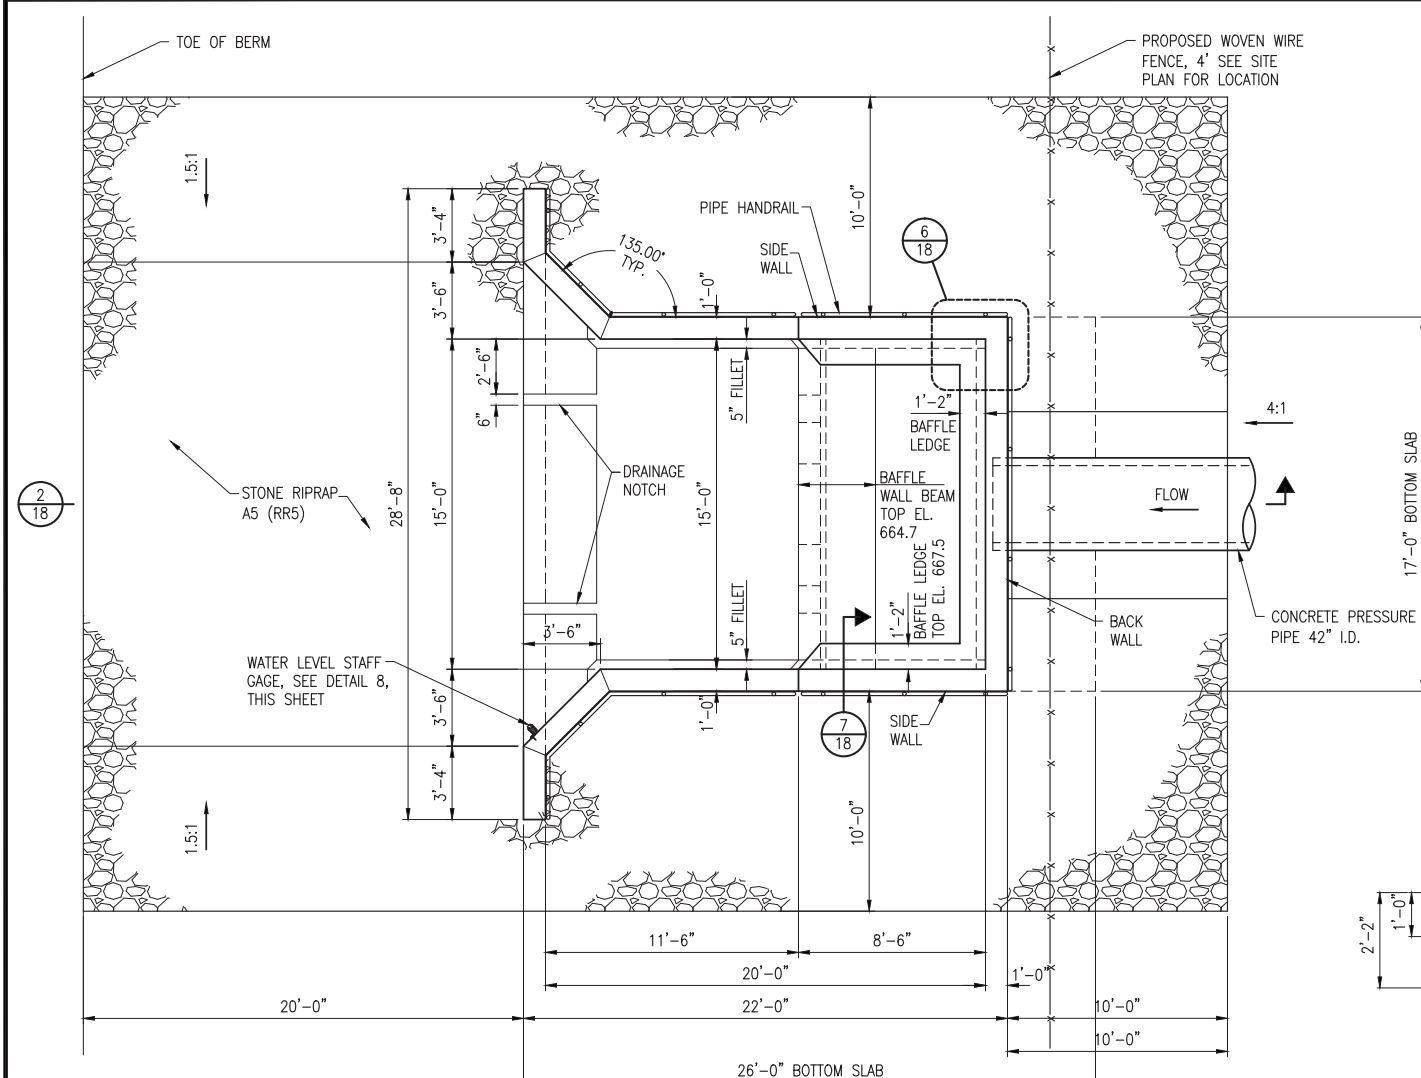 TOE OF BERM
PROPOSED WOVEN WIRE
FENCE, 4' SEE SITE
PLAN FOR LOCATION
1.5:1
3'-4"
3'-6"
2'-6"
6"
28'-8"
15'-0"
3'-6"
3'-4"
135.00°
TYP.
PIPE HANDRAIL
SIDE
WALL
10'-0"
6
18
1'-0"
5" FILLET
1'-2"
BAFFLE
LEDGE
4:1
2
18
STONE RIPRAP
A5 (RR5)
DRAINAGE
NOTCH
15'-0"
BAFFLE
WALL BEAM
TOP EL.
664.7
BAFFLE LEDGE
TOP EL. 667.5
1'-2"
FLOW
17'-0" BOTTOM SLAB
5" FILLET
3'-6"
BACK
WALL
CONCRETE PRESSURE
PIPE 42" I.D.
WATER LEVEL STAFF
GAGE, SEE DETAIL 8,
THIS SHEET
1'-0"
7
18
SIDE
WALL
1.5:1
10'-0"
11'-6"
8'-6"
20'-0"
1'-0"
20'-0"
22'-0"
10'-0"
10'-0"
26'-0" BOTTOM SLAB
2'-2"
1'-0"